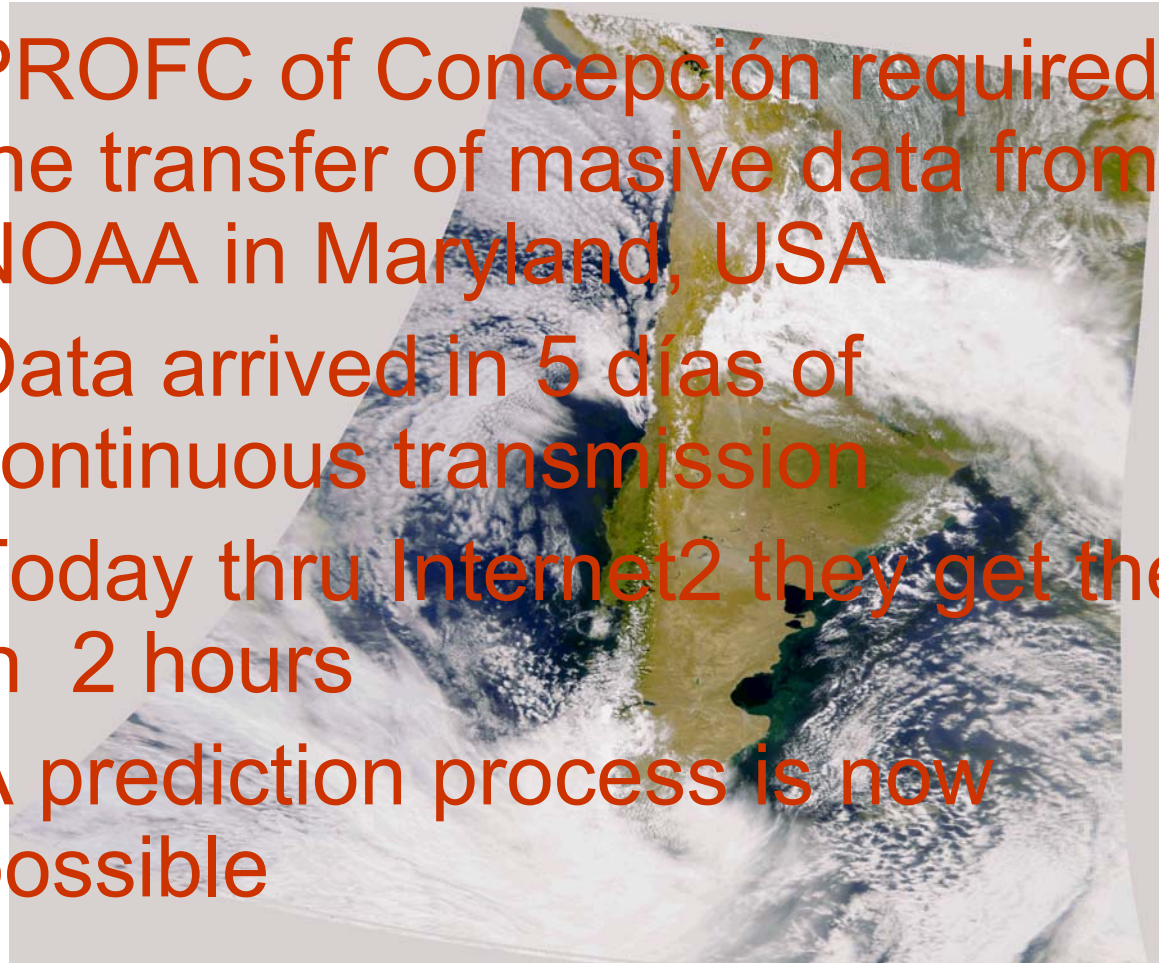 PROFC of Concepción required
he transfer of masive data from
NOAA in Maryland, USA
Data arrived in 5 días of
continuous transmission
Today thru Internet2 they get the
n 2 hours
A prediction process is now
possible